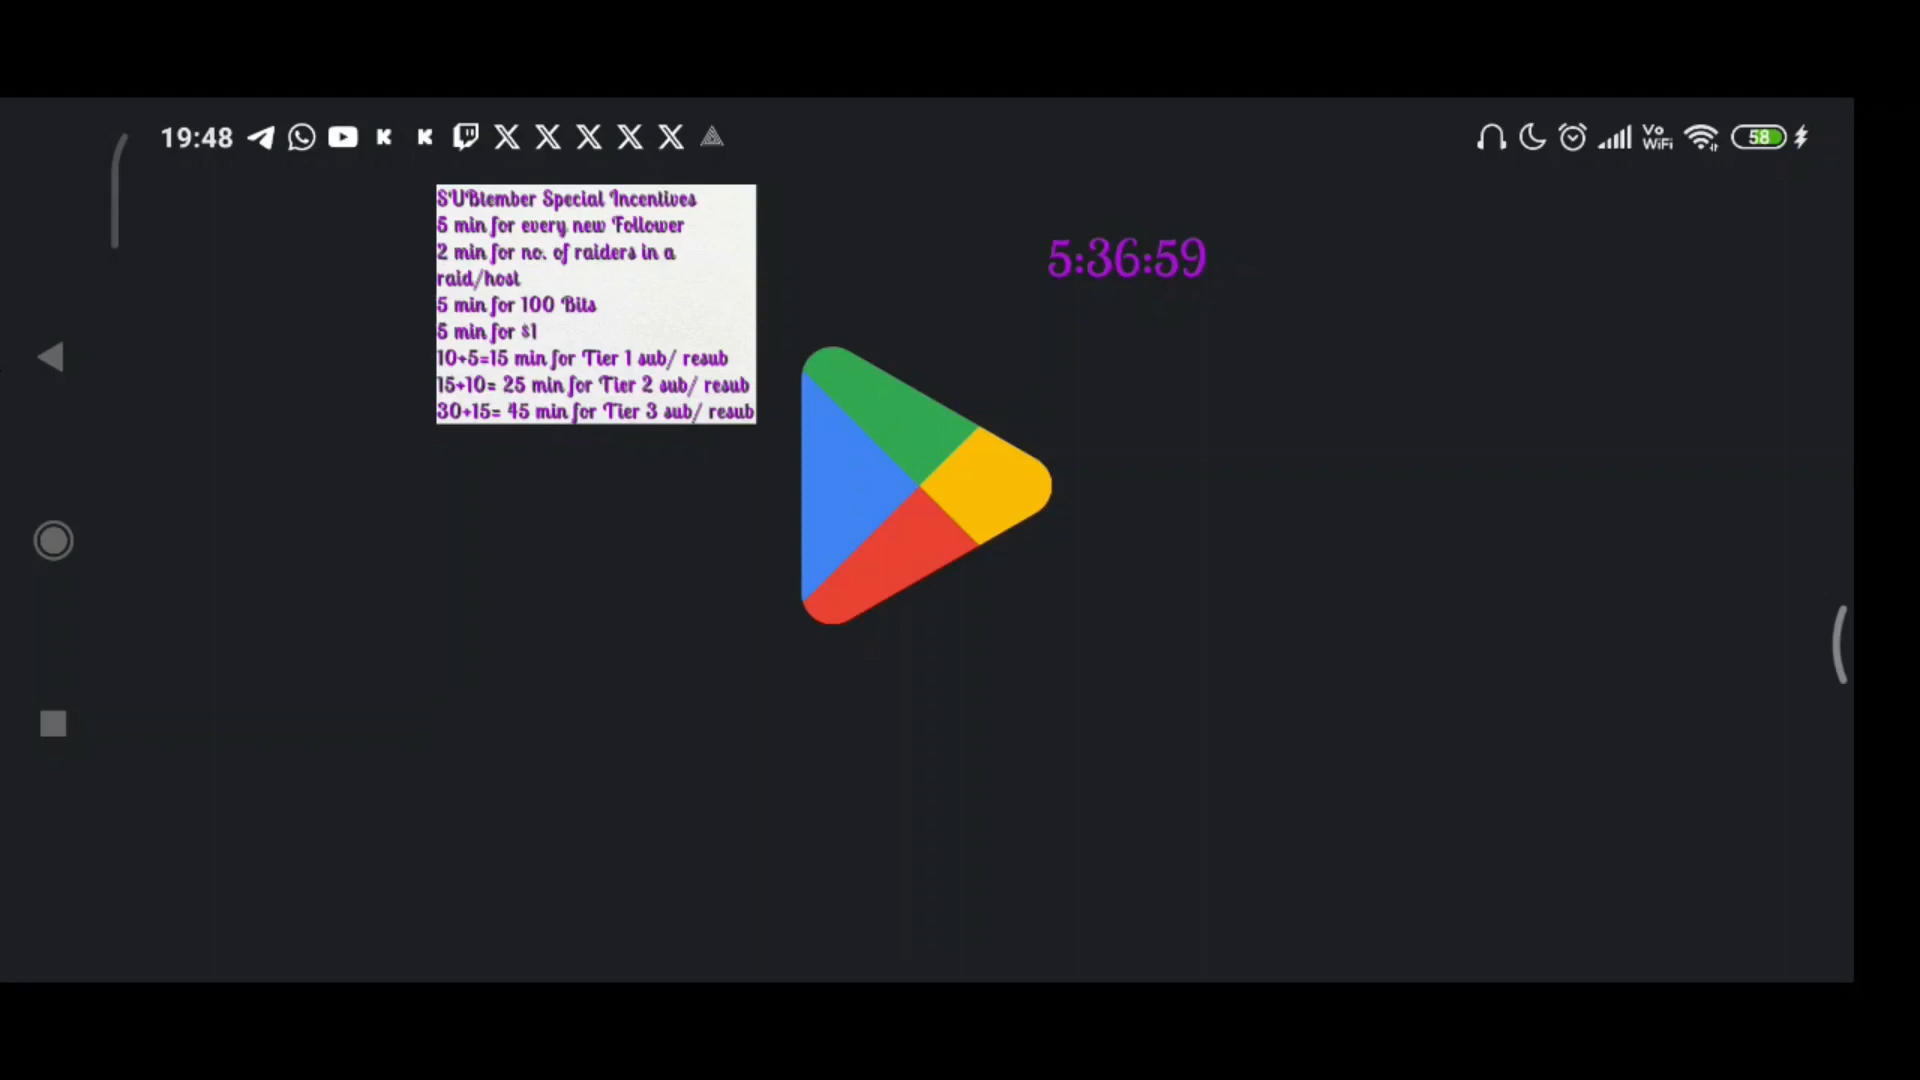 19:48
Vo
WiFi
58
SUBtember Special Incentives
5 min for every new Follower
2 min for no. of raiders in a
raid/host
5 min for 100 Bits
5 min for $1
10+5=15 min for Tier 1 sub/ resub
15+10= 25 min for Tier 2 sub/ resub
30+15= 45 min for Tier 3 sub/ resub
5:36:59